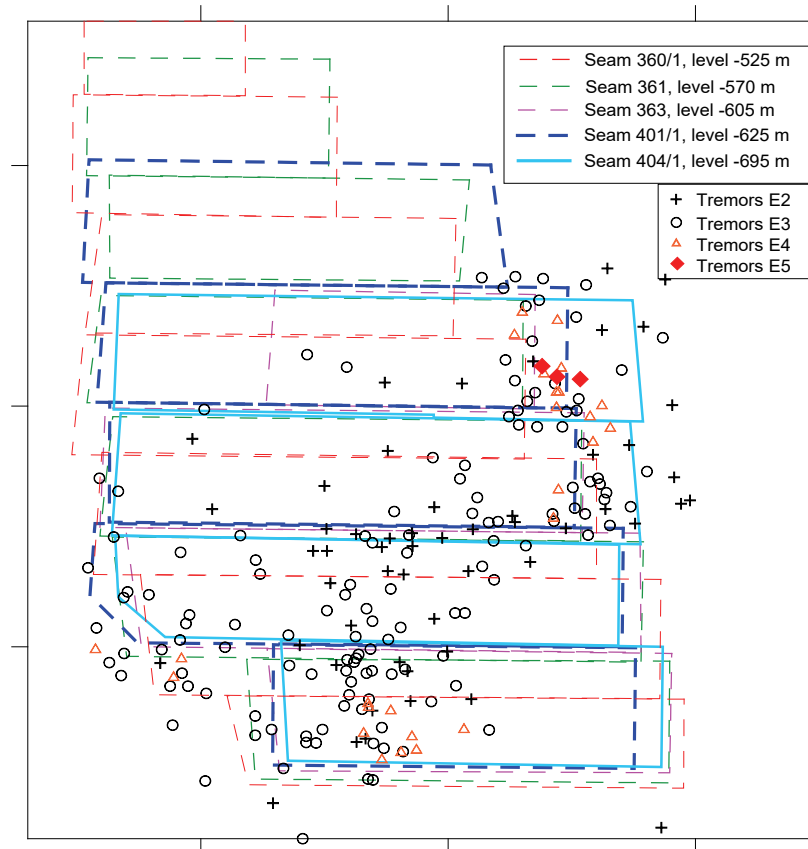 Seam 360/1, level -525 m
Seam 361, level -570 m
Seam 363, level -605 m
Seam 401/1, level -625 m
Seam 404/1, level -695 m
Tremors E2
Tremors E3
Tremors E4
Tremors E5